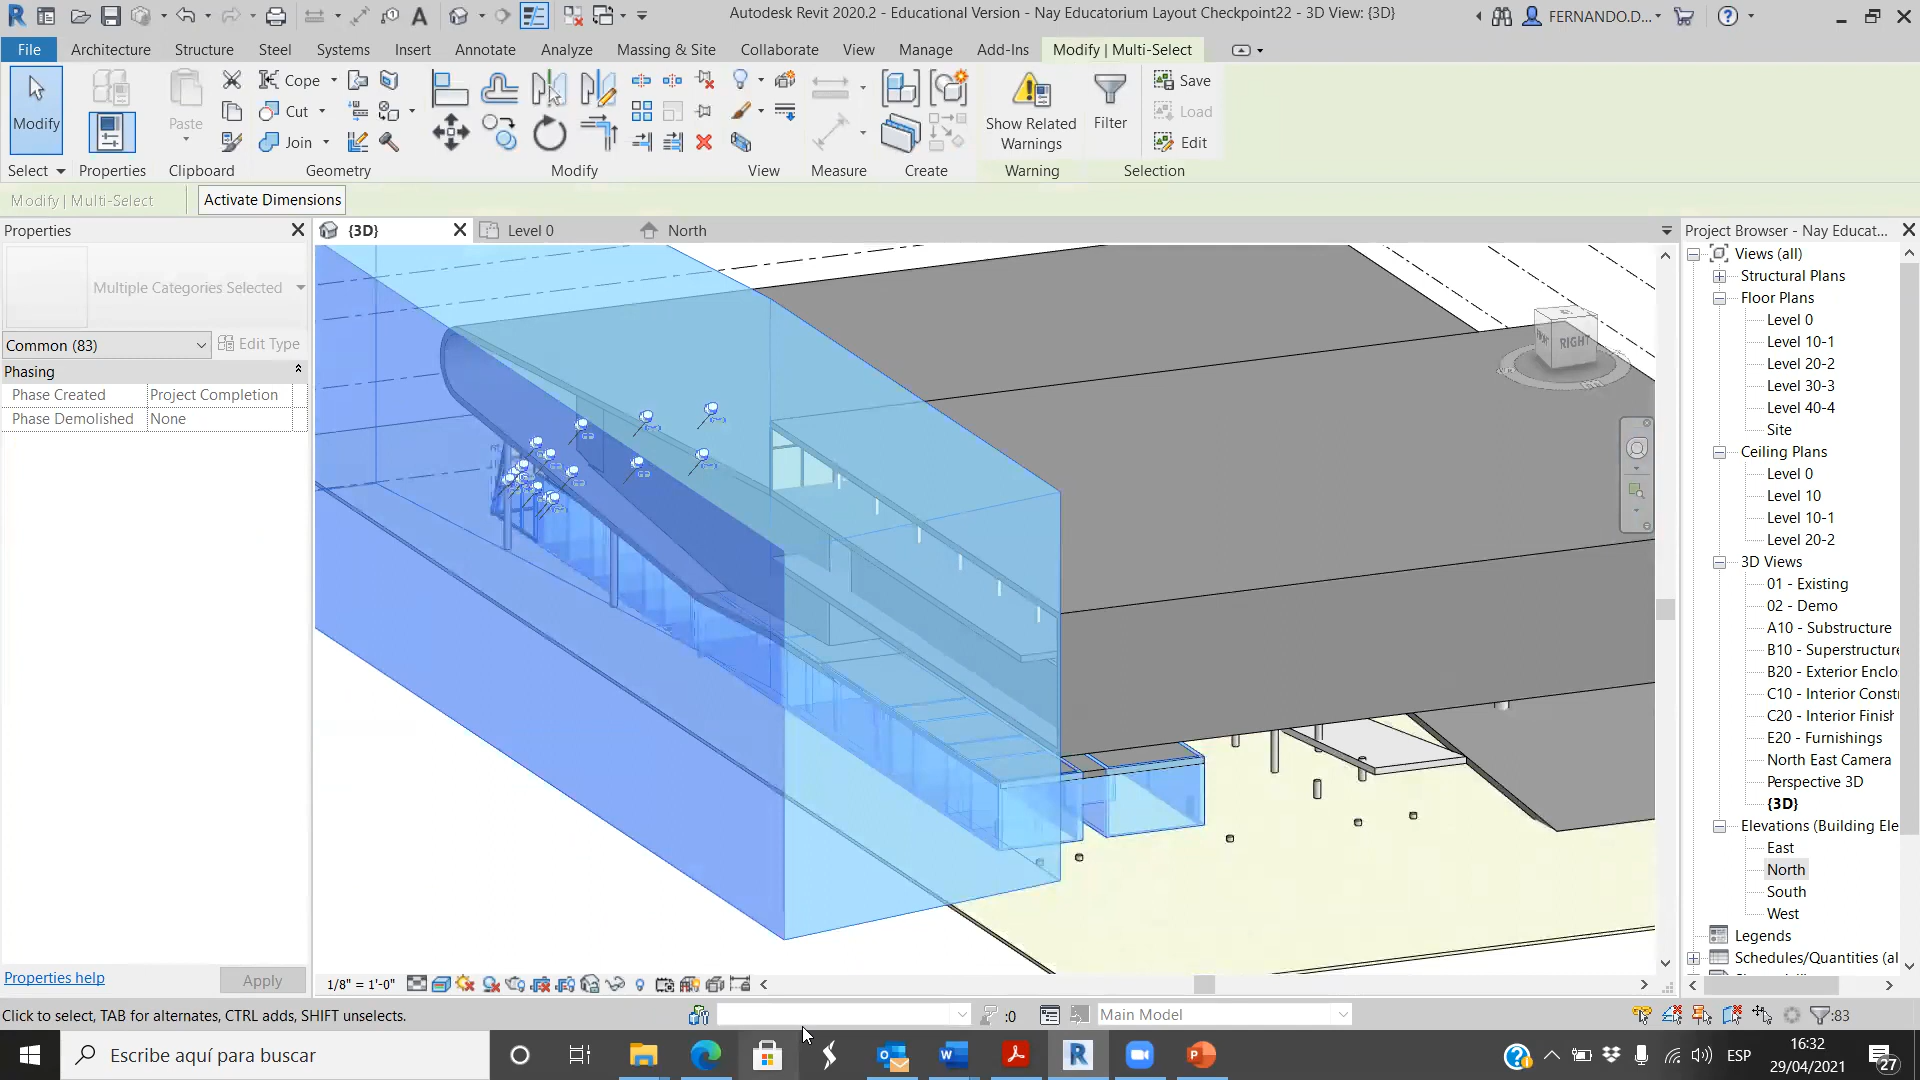 Autodesk Revit 2020.2 - Educational Version - Nay Educatorium Layout Checkpoint22 - 3D View: {3D}
FERNANDO.D...
File Architecture Structure Steel Systems Insert Annotate Analyze Massing & Site Collaborate View Manage Add-Ins Modify | Multi-Select
Modify
Paste
Cope
Cut
Join
Show Related
Warnings
Filter
Save
Load
Edit
Select Properties Clipboard Geometry Modify View Measure Create Warning Selection
Modify | Multi-Select Activate Dimensions
Properties
{3D} Level 0 North
Multiple Categories Selected
Common (83) Edit Type
Phasing
Phase Created Project Completion
Phase Demolished None
Properties help Apply
RIGHT
Project Browser - Nay Educat...
Views (all)
Structural Plans
Floor Plans
Level 0
Level 10-1
Level 20-2
Level 30-3
Level 40-4
Site
Ceiling Plans
Level 0
Level 10
Level 10-1
Level 20-2
3D Views
01 - Existing
02 - Demo
A10 - Substructure
B10 - Superstructure
B20 - Exterior Enclo
C10 - Interior Const
C20 - Interior Finish
E20 - Furnishings
North East Camera
Perspective 3D
{3D}
Elevations (Building Ele
East
North
South
West
Legends
Schedules/Quantities (al
1/8" = 1'-0"
Click to select, TAB for alternates, CTRL adds, SHIFT unselects.
:0
Main Model
:83
Escribe aquí para buscar
ESP
16:32
29/04/2021
27